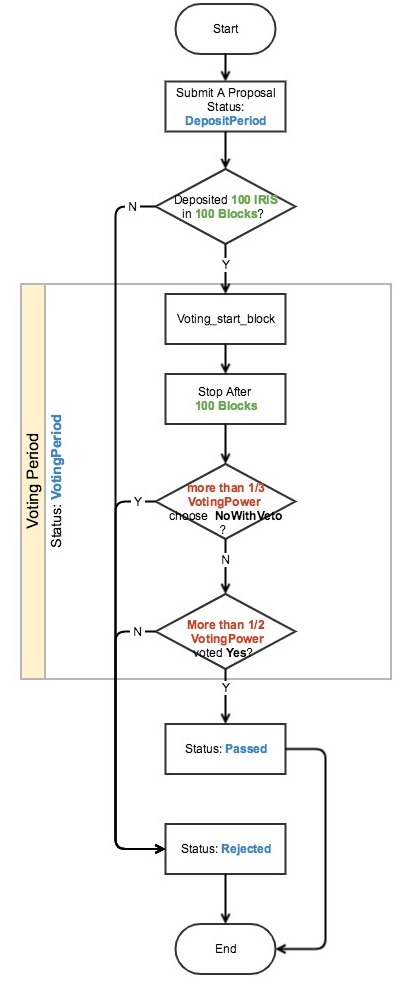 Start
Submit A Proposal
Status:
DepositPeriod
Deposited 100 IRIS
in 100 Blocks?
N
Y
Voting Period
Status: VotingPeriod
Voting_start_block
Stop After
100 Blocks
more than 1/3
VotingPower
choose NoWithVeto
?
Y
N
More than 1/2
VotingPower
voted Yes?
N
Y
Status: Passed
Status: Rejected
End